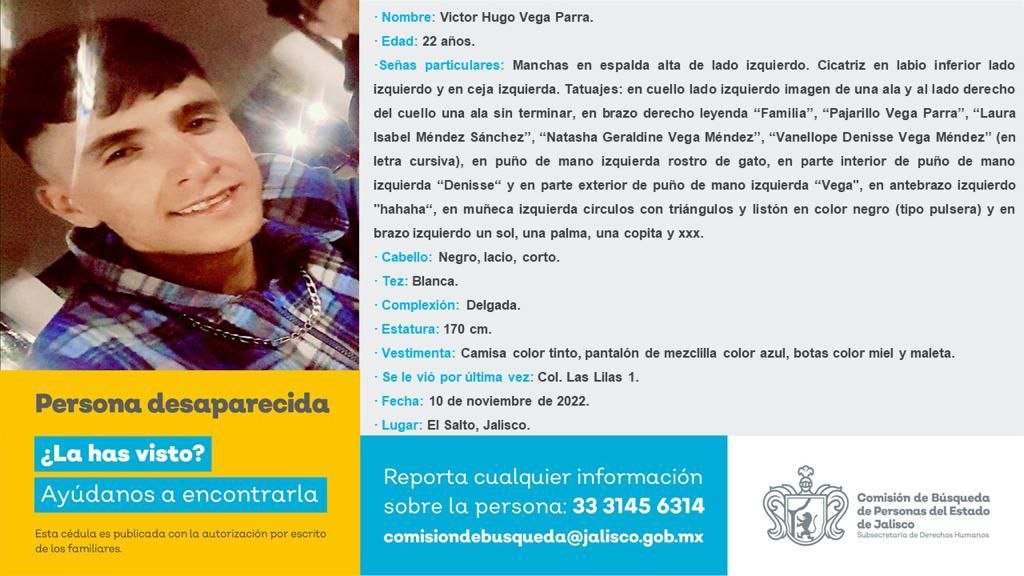 · Nombre: Victor Hugo Vega Parra.
· Edad: 22 años.
·Señas particulares: Manchas en espalda alta de lado izquierdo. Cicatriz en labio inferior lado
izquierdo y en ceja izquierda. Tatuajes: en cuello lado izquierdo imagen de una ala y al lado derecho
del cuello una ala sin terminar, en brazo derecho leyenda “Familia”, “Pajarillo Vega Parra”, “Laura
Isabel Méndez Sánchez”, “Natasha Geraldine Vega Méndez”, “Vanellope Denisse Vega Méndez” (en
letra cursiva), en puño de mano izquierda rostro de gato, en parte interior de puño de mano
izquierda “Denisse“ y en parte exterior de puño de mano izquierda “Vega", en antebrazo izquierdo
"hahaha“, en muñeca izquierda círculos con triángulos y listón en color negro (tipo pulsera) y en
brazo izquierdo un sol, una palma, una copita y xxx.
· Cabello: Negro, lacio, corto.
· Tez: Blanca.
· Complexión: Delgada.
· Estatura: 170 cm.
· Vestimenta: Camisa color tinto, pantalón de mezclilla color azul, botas color miel y maleta.
· Se le vió por última vez: Col. Las Lilas 1.
· Fecha: 10 de noviembre de 2022.
· Lugar: El Salto, Jalisco.
Persona desaparecida
¿La has visto?
Ayúdanos a encontrarla
Esta cédula es publicada con la autorización por escrito
de los familiares.
Reporta cualquier información
sobre la persona: 33 3145 6314
comisiondebusqueda@jalisco.gob.mx
Comisión de Búsqueda
de Personas del Estado
de Jalisco
Subsecretaría de Derechos Humanos